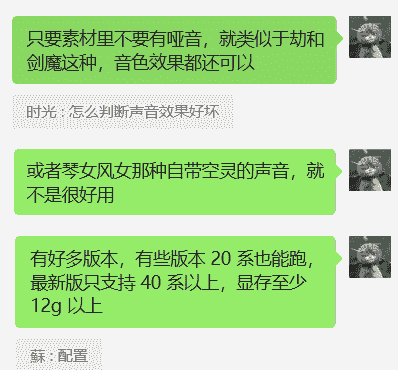 只要素材里不要有哑音，就类似于劫和
剑魔这种，音色效果都还可以
时光 : 怎么判断声音效果好坏
或者琴女风女那种自带空灵的声音，就
不是很好用
有好多版本，有些版本 20 系也能跑，
最新版只支持 40 系以上，显存至少
12g 以上
蘇 : 配置